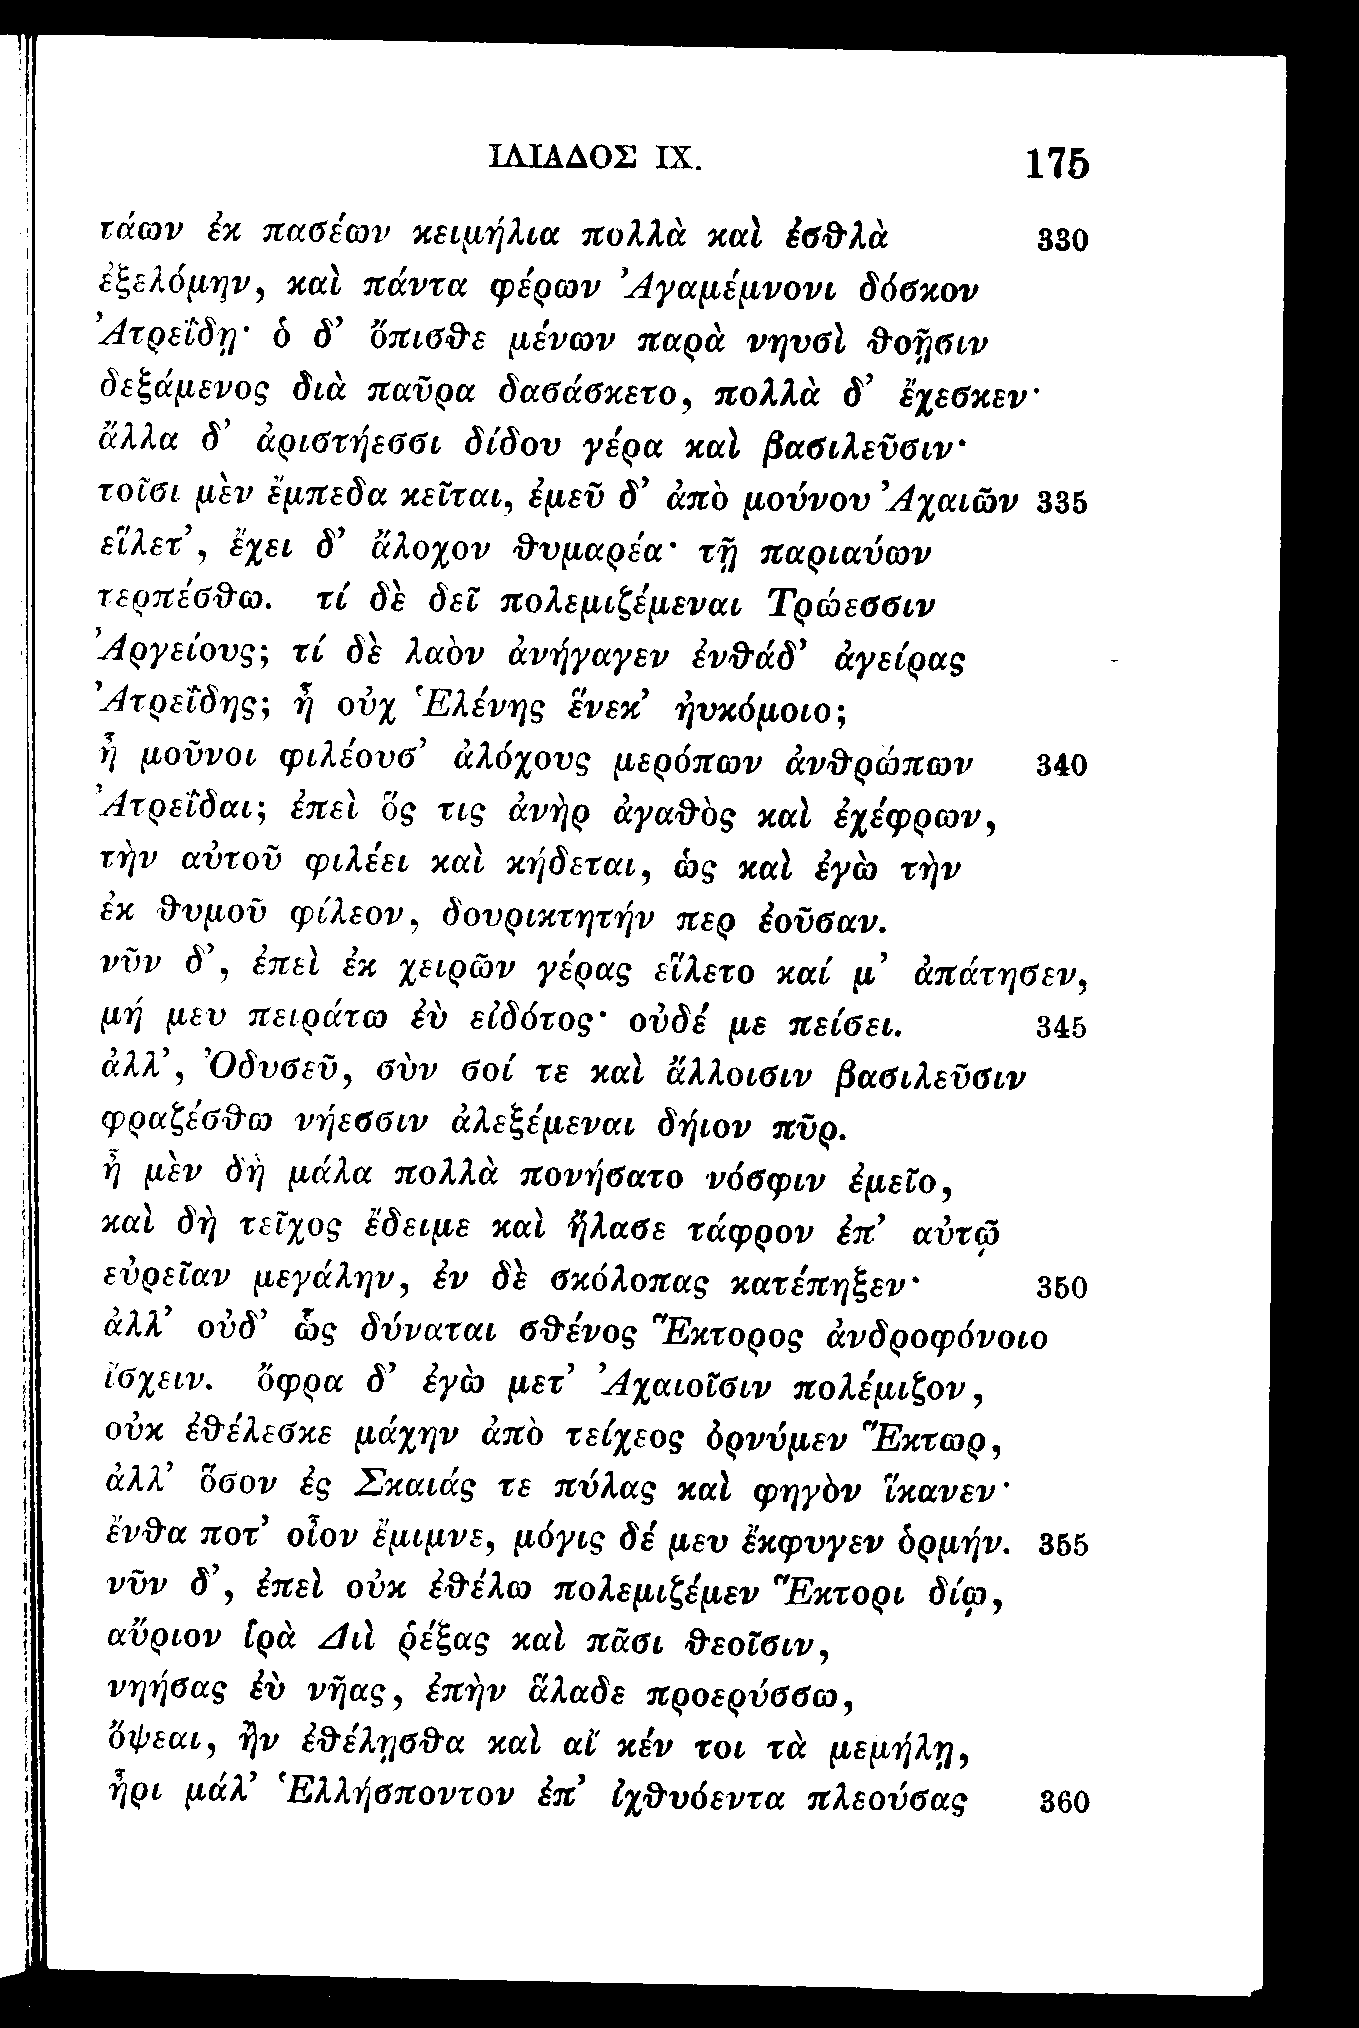 ΙΛΙΑΔΟΣ IX. 175
τάων ἐκ πασέων κειμήλια πολλὰ καὶ ἐσθλὰ 330
ἐξελόμην, καὶ πάντα φέρων Ἀγαμέμνονι δόσκον
Ἀτρεΐδῃ· ὁ δ’ ὄπισθε μένων παρὰ νηυσὶ θοῇσιν
δεξάμενος διὰ παῦρα δασάσκετο, πολλὰ δ’ ἔχεσκεν·
ἄλλα δ’ ἀριστήεσσι δίδου γέρα καὶ βασιλεῦσιν·
τοῖσι μὲν ἔμπεδα κεῖται, ἐμεῦ δ’ ἀπὸ μούνου Ἀχαιῶν 335
εἵλετ’, ἔχει δ’ ἄλοχον θυμαρέα· τῇ παριαύων
τερπέσθω. τί δὲ δεῖ πολεμιζέμεναι Τρώεσσιν
Ἀργείους; τί δὲ λαὸν ἀνήγαγεν ἐνθάδ’ ἀγείρας
Ἀτρεΐδης; ἦ οὐχ Ἑλένης ἕνεκ’ ἠυκόμοιο;
ἦ μοῦνοι φιλέουσ’ ἀλόχους μερόπων ἀνθρώπων 340
Ἀτρεΐδαι; ἐπεὶ ὅς τις ἀνὴρ ἀγαθὸς καὶ ἐχέφρων,
τὴν αὐτοῦ φιλέει καὶ κήδεται, ὡς καὶ ἐγὼ τὴν
ἐκ θυμοῦ φίλεον, δουρικτητήν περ ἐοῦσαν.
νῦν δ’, ἐπεὶ ἐκ χειρῶν γέρας εἵλετο καί μ’ ἀπάτησεν,
μή μευ πειράτω ἐὺ εἰδότος· οὐδέ με πείσει. 345
ἀλλ’, Ὀδυσεῦ, σὺν σοί τε καὶ ἄλλοισιν βασιλεῦσιν
φραζέσθω νήεσσιν ἀλεξέμεναι δήιον πῦρ.
ἦ μὲν δὴ μάλα πολλὰ πονήσατο νόσφιν ἐμεῖο,
καὶ δὴ τεῖχος ἔδειμε καὶ ἤλασε τάφρον ἐπ’ αὐτῷ
εὐρεῖαν μεγάλην, ἐν δὲ σκόλοπας κατέπηξεν· 350
ἀλλ’ οὐδ’ ὧς δύναται σθένος Ἕκτορος ἀνδροφόνοιο
ἴσχειν. ὄφρα δ’ ἐγὼ μετ’ Ἀχαιοῖσιν πολέμιζον,
οὐκ ἐθέλεσκε μάχην ἀπὸ τείχεος ὀρνύμεν Ἕκτωρ,
ἀλλ’ ὅσον ἐς Σκαιάς τε πύλας καὶ φηγὸν ἵκανεν·
ἔνθα ποτ’ οἶον ἔμιμνε, μόγις δέ μευ ἔκφυγεν ὁρμήν. 355
νῦν δ’, ἐπεὶ οὐκ ἐθέλω πολεμιζέμεν Ἕκτορι δίῳ,
αὔριον ἱρὰ Διὶ ῥέξας καὶ πᾶσι θεοῖσιν,
νηήσας ἐὺ νῆας, ἐπὴν ἅλαδε προερύσσω,
ὄψεαι, ἢν ἐθέλῃσθα καὶ αἴ κέν τοι τὰ μεμήλῃ,
ἦρι μάλ’ Ἑλλήσποντον ἐπ’ ἰχθυόεντα πλεούσας 360